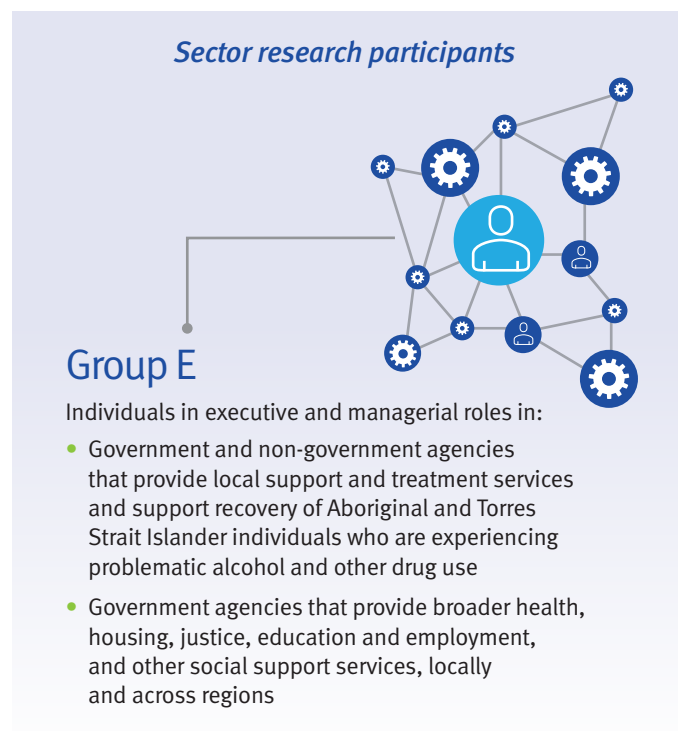 Sector research participants
Group E
Individuals in executive and managerial roles in:
• Government and non-government agencies
that provide local support and treatment services
and support recovery of Aboriginal and Torres
Strait Islander individuals who are experiencing
problematic alcohol and other drug use
• Government agencies that provide broader health,
housing, justice, education and employment,
and other social support services, locally
and across regions